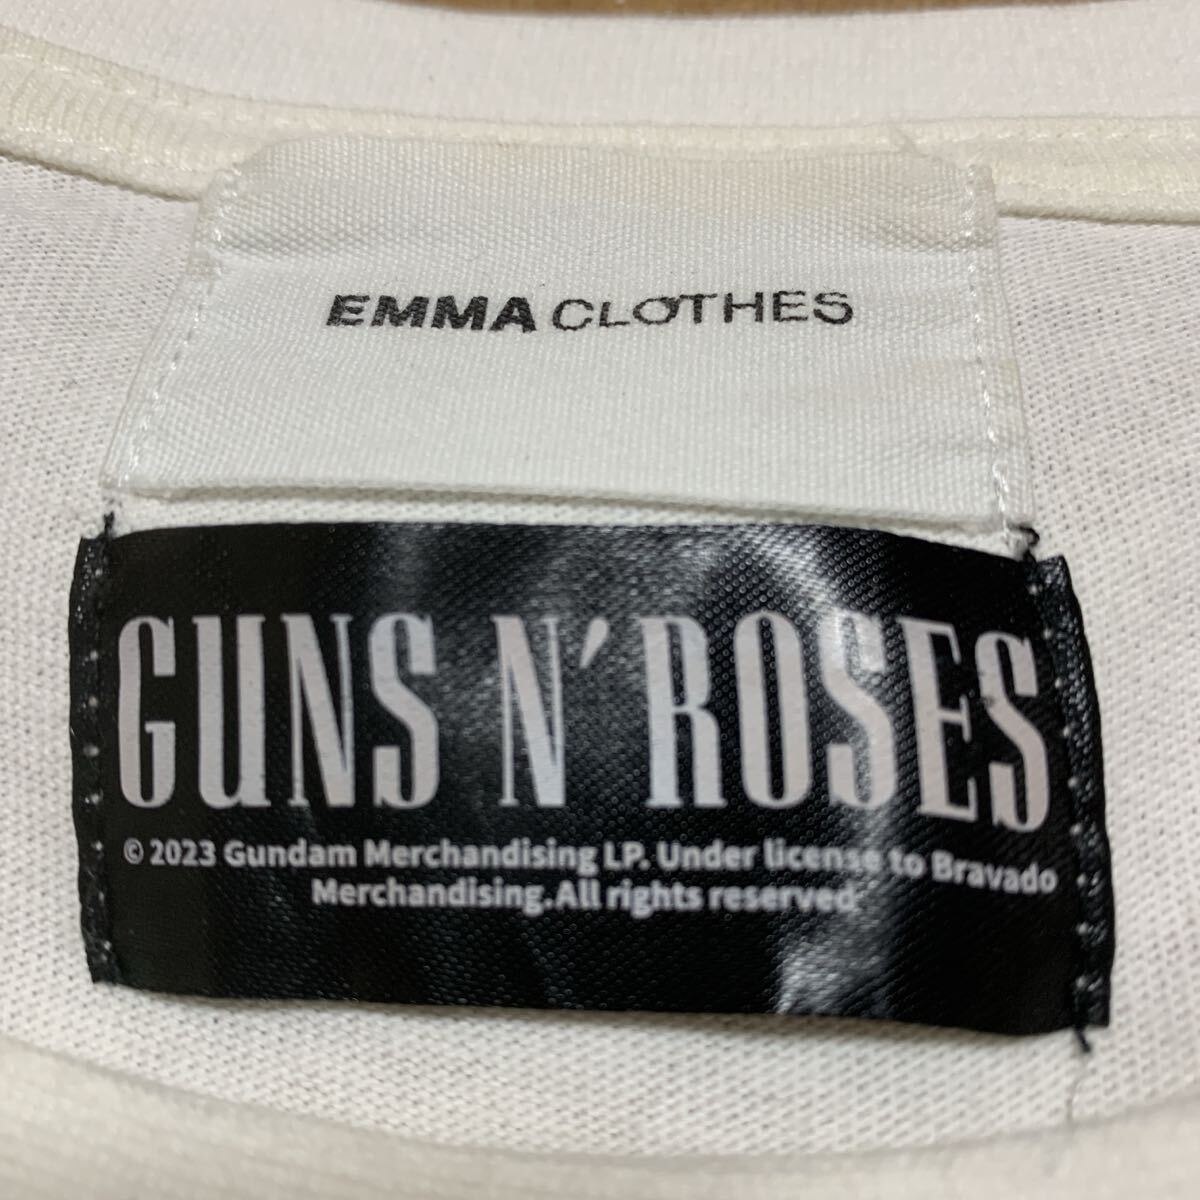 EMMA CLOTHES
GUNS N' ROSES
© 2023 Gundam Merchandising LP. Under license to Bravado
Merchandising.All rights reserved.